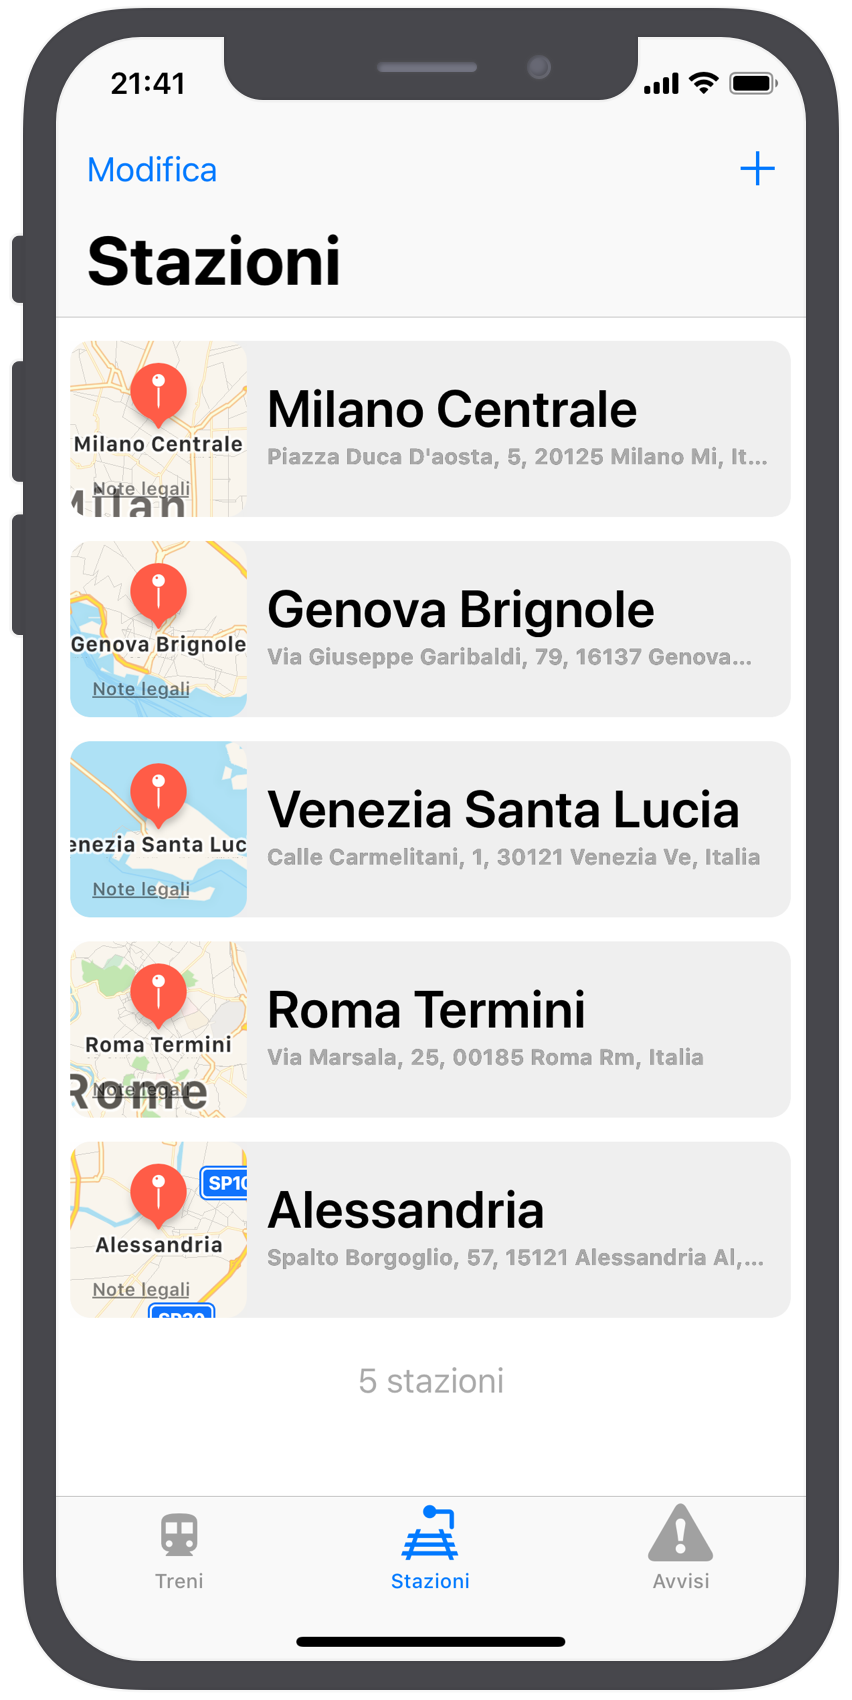 21:41
Modifica
Stazioni
Milano Centrale
Note legali
Milan
Milano Centrale
Piazza Duca D'aosta, 5, 20125 Milano Mi, It...
Genova Brignole
Note legali
Genova Brignole
Via Giuseppe Garibaldi, 79, 16137 Genova...
enezia Santa Luc
Note legali
Venezia Santa Lucia
Calle Carmelitani, 1, 30121 Venezia Ve, Italia
Roma Termini
Note legali
Rome
Roma Termini
Via Marsala, 25, 00185 Roma Rm, Italia
SP10
Alessandria
Note legali
Alessandria
Spalto Borgoglio, 57, 15121 Alessandria Al,...
5 stazioni
Treni
Stazioni
Avvisi